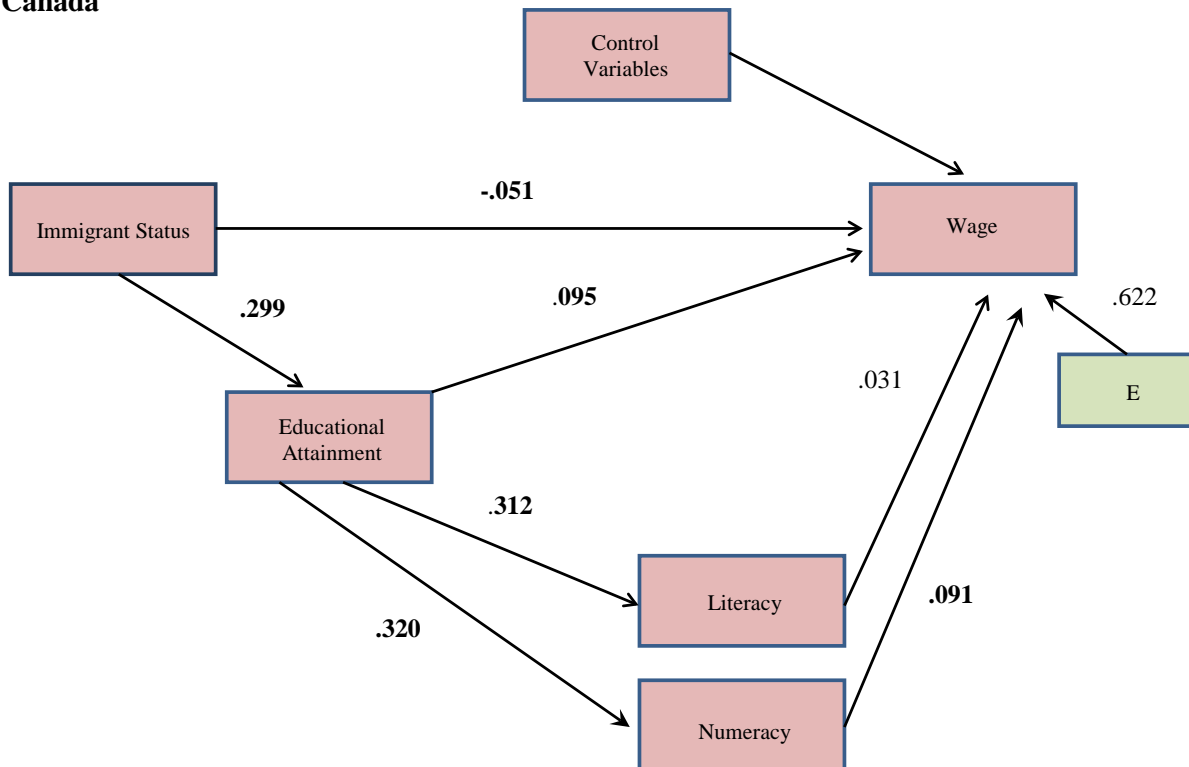 Canada
Control
Variables
-.051
Wage
Immigrant Status
.299
.095
.622
.031
E
Educational
Attainment
.312
.091
Literacy
.320
Numeracy